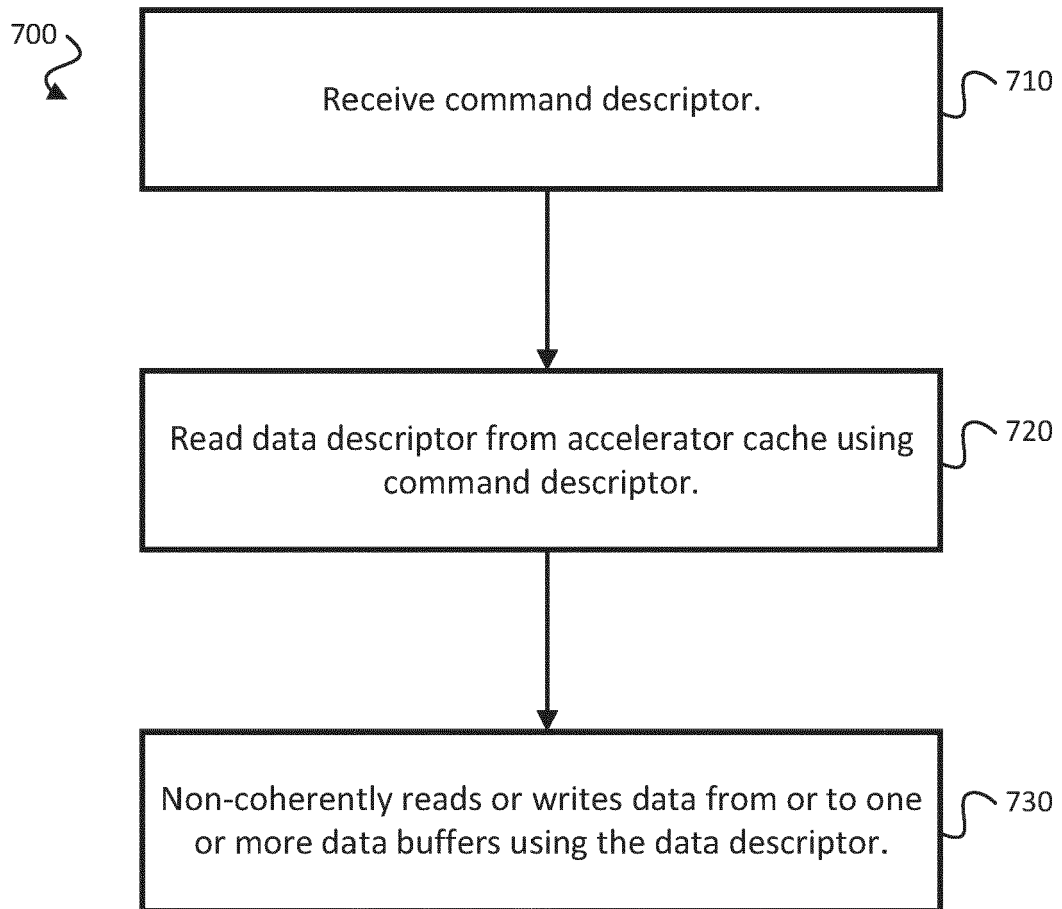 700
Receive command descriptor.
710
Read data descriptor from accelerator cache using
command descriptor.
720
Non-coherently reads or writes data from or to one
or more data buffers using the data descriptor.
730